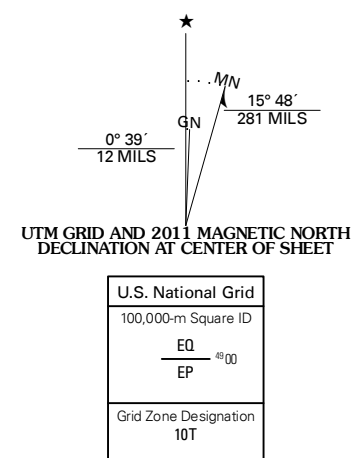 ★
MN
GN
15° 48´
281 MILS
0° 39´
12 MILS
UTM GRID AND 2011 MAGNETIC NORTH
DECLINATION AT CENTER OF SHEET
U.S. National Grid
100,000-m Square ID
EQ
4900
EP
Grid Zone Designation
10T